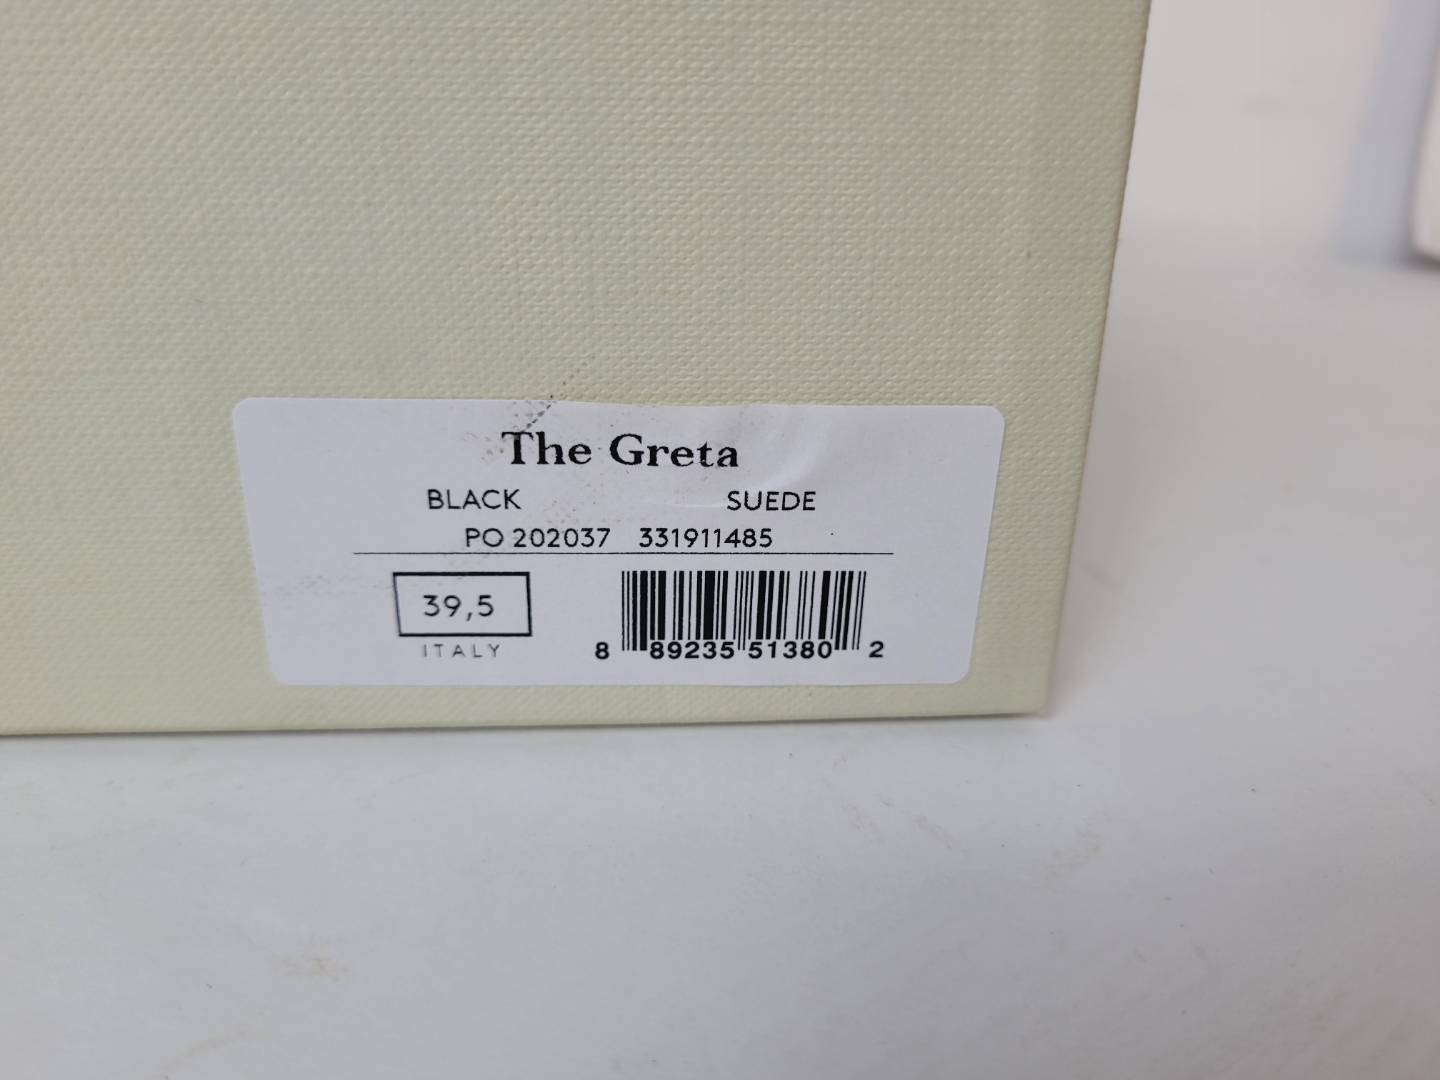 The Greta
BLACK SUEDE
PO 202037 331911485
39,5
ITALY
8 89235 51380 2